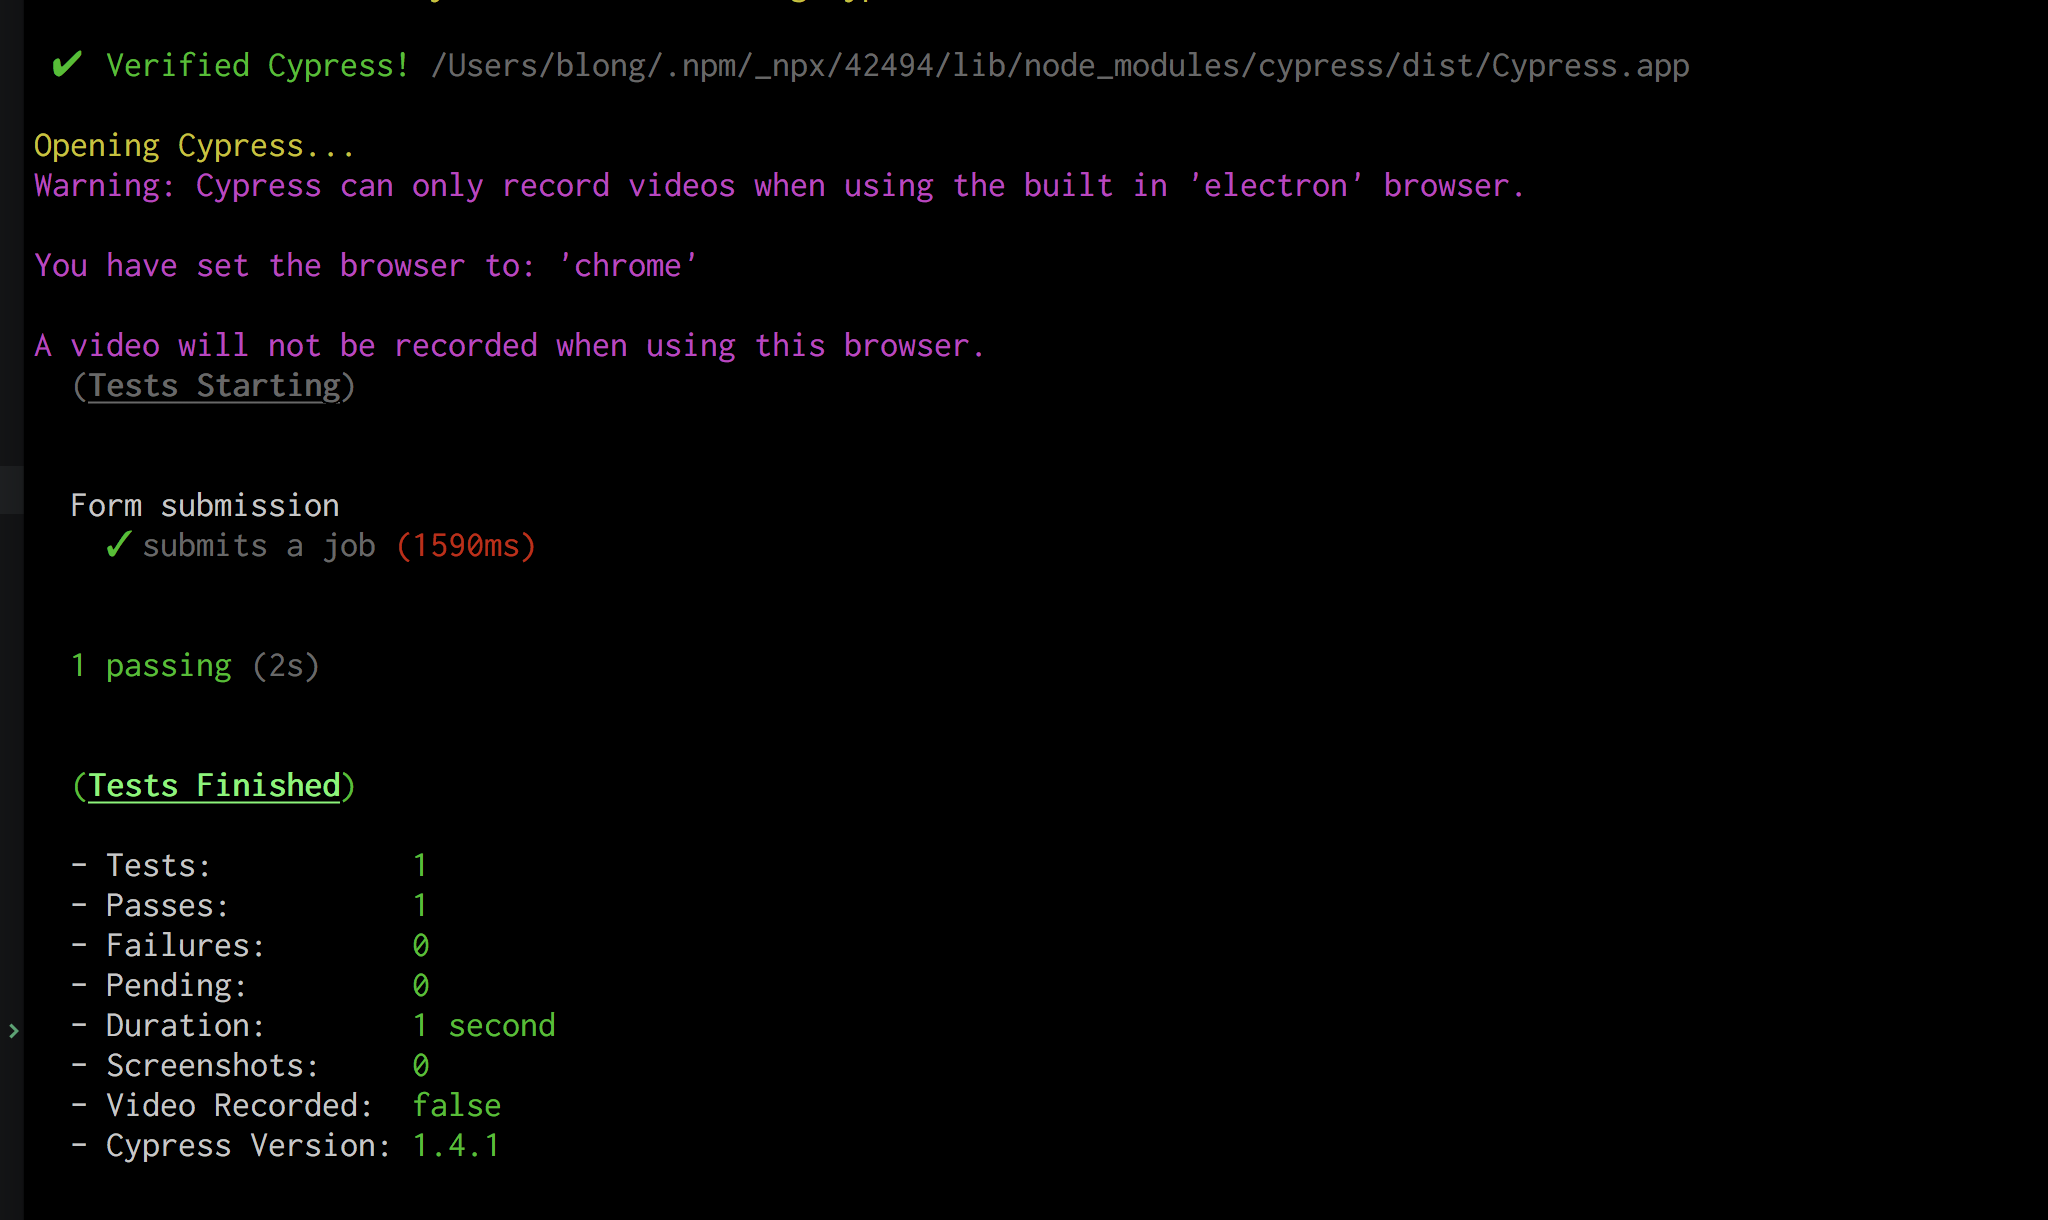 ✔ Verified Cypress! /Users/blong/.npm/_npx/42494/lib/node_modules/cypress/dist/Cypress.app
Opening Cypress...
Warning: Cypress can only record videos when using the built in 'electron' browser.
You have set the browser to: 'chrome'
A video will not be recorded when using this browser.
(Tests Starting)
Form submission
✓ submits a job (1590ms)
1 passing (2s)
(Tests Finished)
- Tests: 1
- Passes: 1
- Failures: 0
- Pending: 0
- Duration: 1 second
- Screenshots: 0
- Video Recorded: false
- Cypress Version: 1.4.1